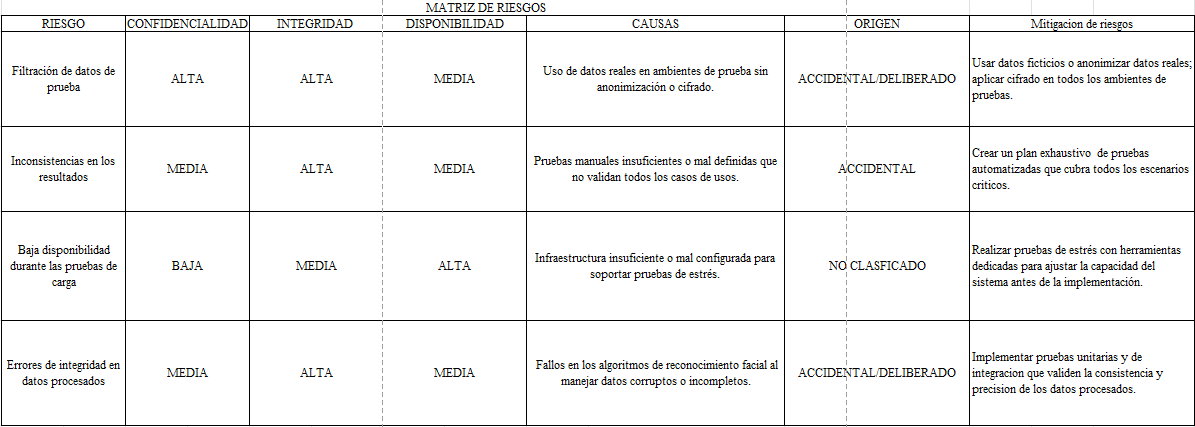 MATRIZ DE RIESGOS
RIESGO CONFIDENCIALIDAD INTEGRIDAD DISPONIBILIDAD CAUSAS ORIGEN Mitigacion de riesgos
Filtración de datos de
prueba
ALTA
ALTA
MEDIA
Uso de datos reales en ambientes de prueba sin
anonimización o cifrado.
ACCIDENTAL/DELIBERADO
Usar datos ficticios o anonimizar datos reales;
aplicar cifrado en todos los ambientes de
pruebas.
Inconsistencias en los
resultados
MEDIA
ALTA
MEDIA
Pruebas manuales insuficientes o mal definidas que
no validan todos los casos de usos.
ACCIDENTAL
Crear un plan exhaustivo de pruebas
automatizadas que cubra todos los escenarios
criticos.
Baja disponibilidad
durante las pruebas de
carga
BAJA
MEDIA
ALTA
Infraestructura insuficiente o mal configurada para
soportar pruebas de estrés.
NO CLASFICADO
Realizar pruebas de estrés con herramientas
dedicadas para ajustar la capacidad del
sistema antes de la implementación.
Errores de integridad en
datos procesados
MEDIA
ALTA
MEDIA
Fallos en los algoritmos de reconocimiento facial al
manejar datos corruptos o incompletos.
ACCIDENTAL/DELIBERADO
Implementar pruebas unitarias y de
integracion que validen la consistencia y
precision de los datos procesados.